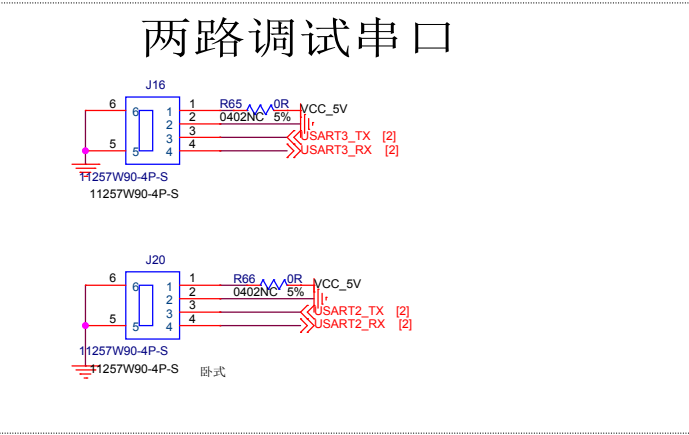 两路调试串口
J16
6 6 1 1 R65 0R VCC_5V
2 2 0402NC 5%
3 3 USART3_TX [2]
5 5 4 4 USART3_RX [2]
11257W90-4P-S
11257W90-4P-S
J20
6 6 1 1 R66 0R VCC_5V
2 2 0402NC 5%
3 3 USART2_TX [2]
5 5 4 4 USART2_RX [2]
11257W90-4P-S
11257W90-4P-S 卧式